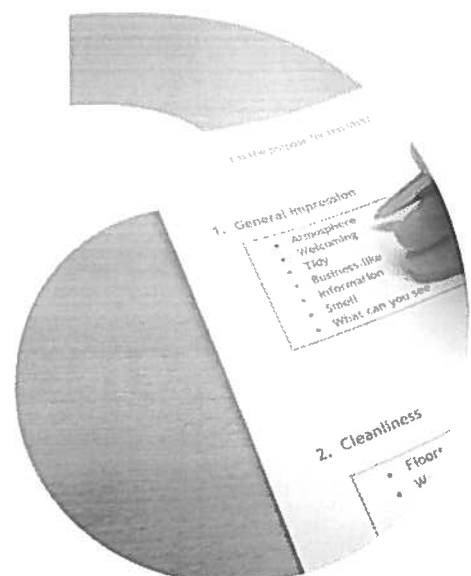 1. General Impression
• Atmosphere
• Welcoming
• Tidy
• Business-like
• Information
• Smell
• What can you see
2. Cleanliness
• Floor